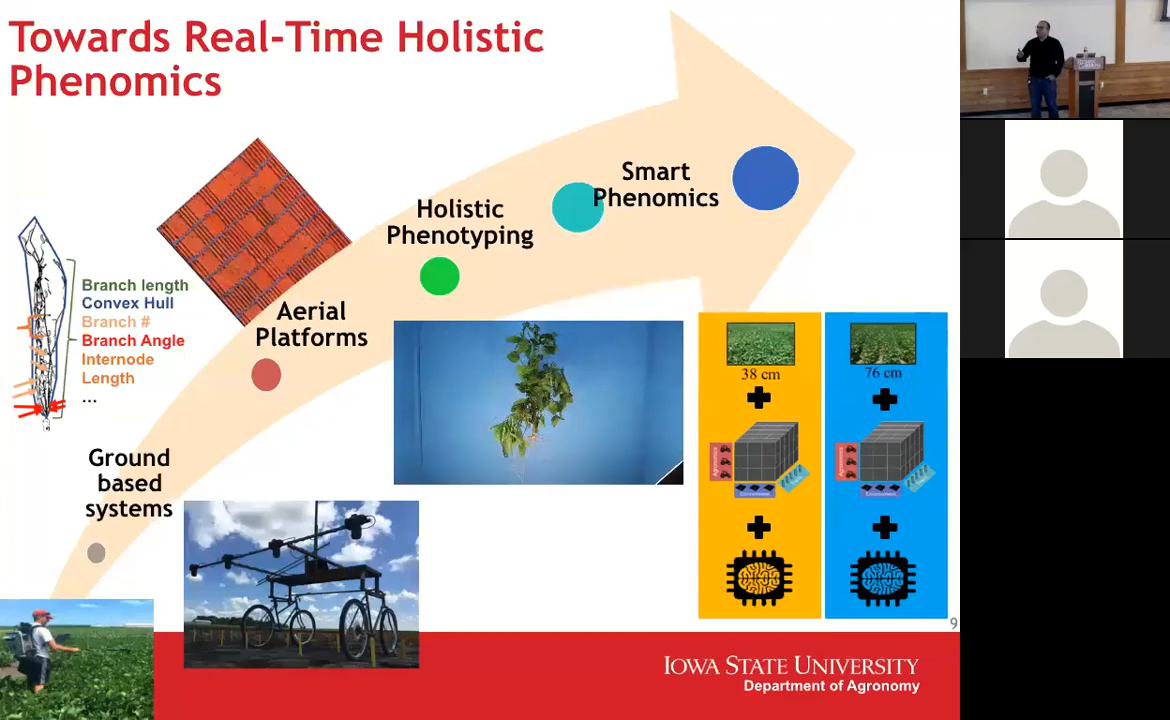 Towards Real-Time Holistic
Phenomics
Smart
Phenomics
Holistic
Phenotyping
Aerial
Platforms
Branch length
Convex Hull
Branch #
Branch Angle
Internode
Length
...
Ground
based
systems
38 cm
76 cm
9
IOWA STATE UNIVERSITY
Department of Agronomy